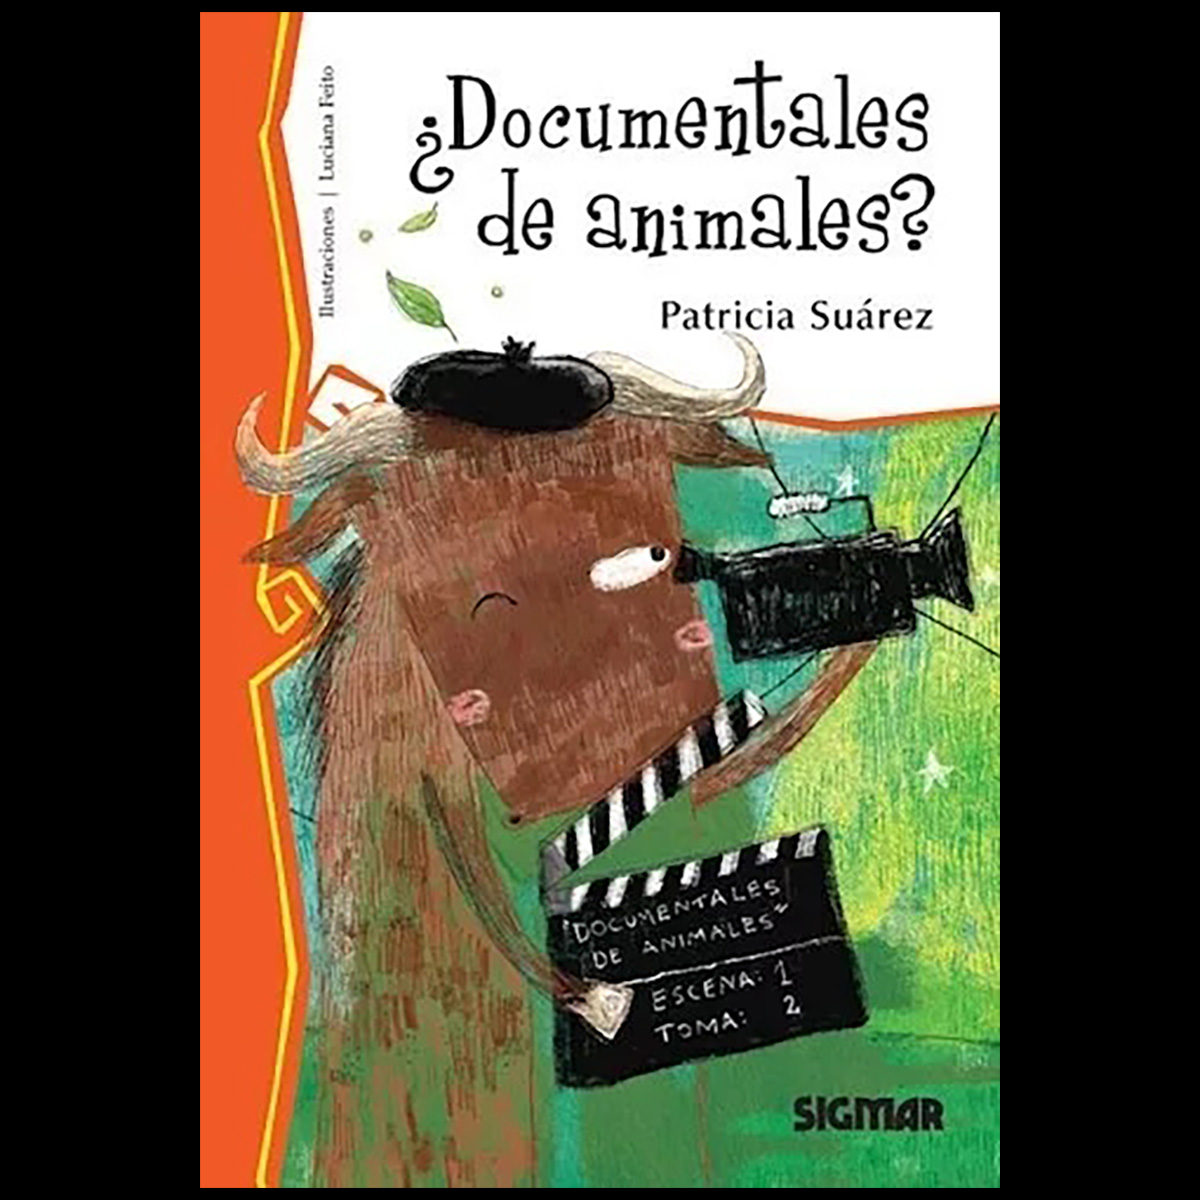 Ilustraciones | Luciana Feito
¿Documentales
de animales?
Patricia Suárez
"DOCUMENTALES
DE ANIMALES"
ESCENA: 1
TOMA: 2
SIGMAR